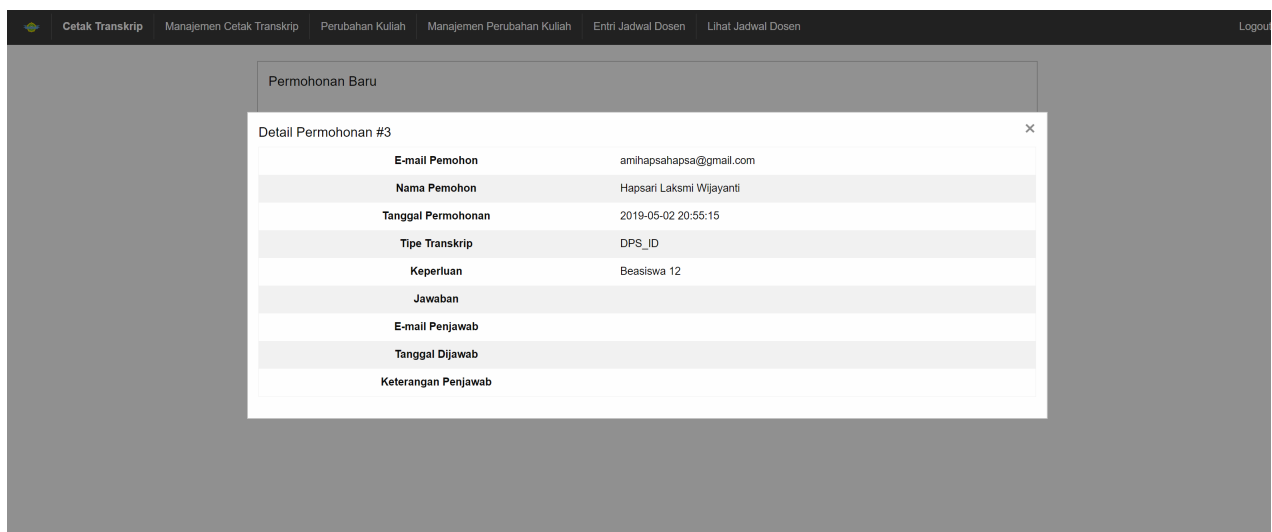 Cetak Transkrip Manajemen Cetak Transkrip Perubahan Kuliah Manajemen Perubahan Kuliah Entri Jadwal Dosen Lihat Jadwal Dosen Logout
Permohonan Baru
Detail Permohonan #3 ×
E-mail Pemohon amihapsahapsa@gmail.com
Nama Pemohon Hapsari Laksmi Wijayanti
Tanggal Permohonan 2019-05-02 20:55:15
Tipe Transkrip DPS_ID
Keperluan Beasiswa 12
Jawaban
E-mail Penjawab
Tanggal Dijawab
Keterangan Penjawab